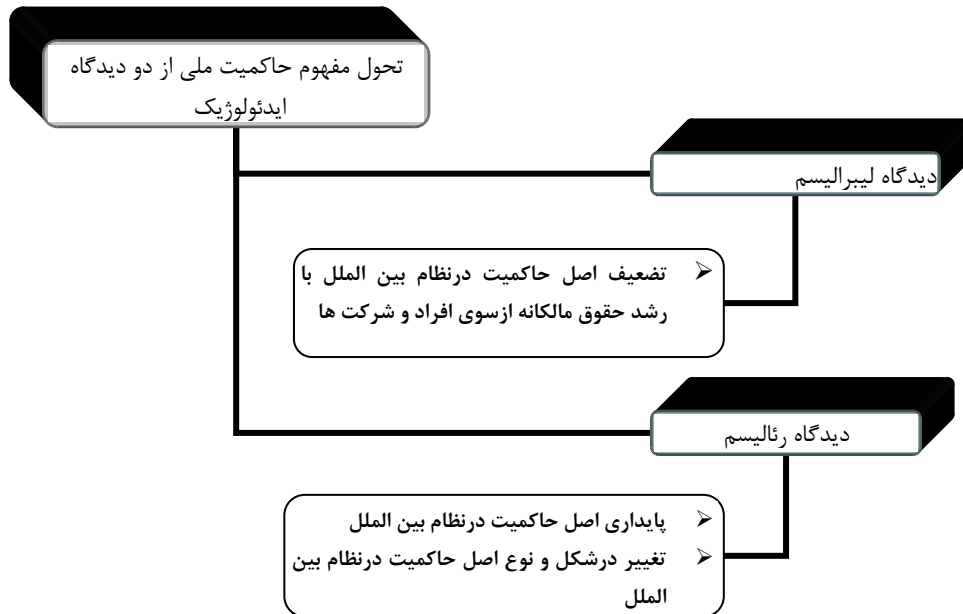 تحول مفهوم حاکمیت ملی از دو دیدگاه
ایدئولوژیک
دیدگاه لیبرالیسم
➢ تضعیف اصل حاکمیت درنظام بین الملل با
رشد حقوق مالکانه ازسوی افراد و شرکت ها
دیدگاه رئالیسم
➢ پایداری اصل حاکمیت درنظام بین الملل
➢ تغییر درشکل و نوع اصل حاکمیت درنظام بین
الملل